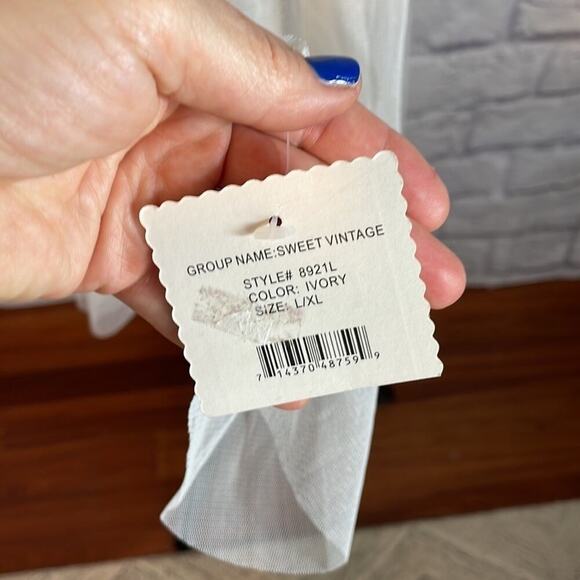 GROUP NAME:SWEET VINTAGE
STYLE# 8921L
COLOR: IVORY
SIZE: L/XL
7 14370 48759 9